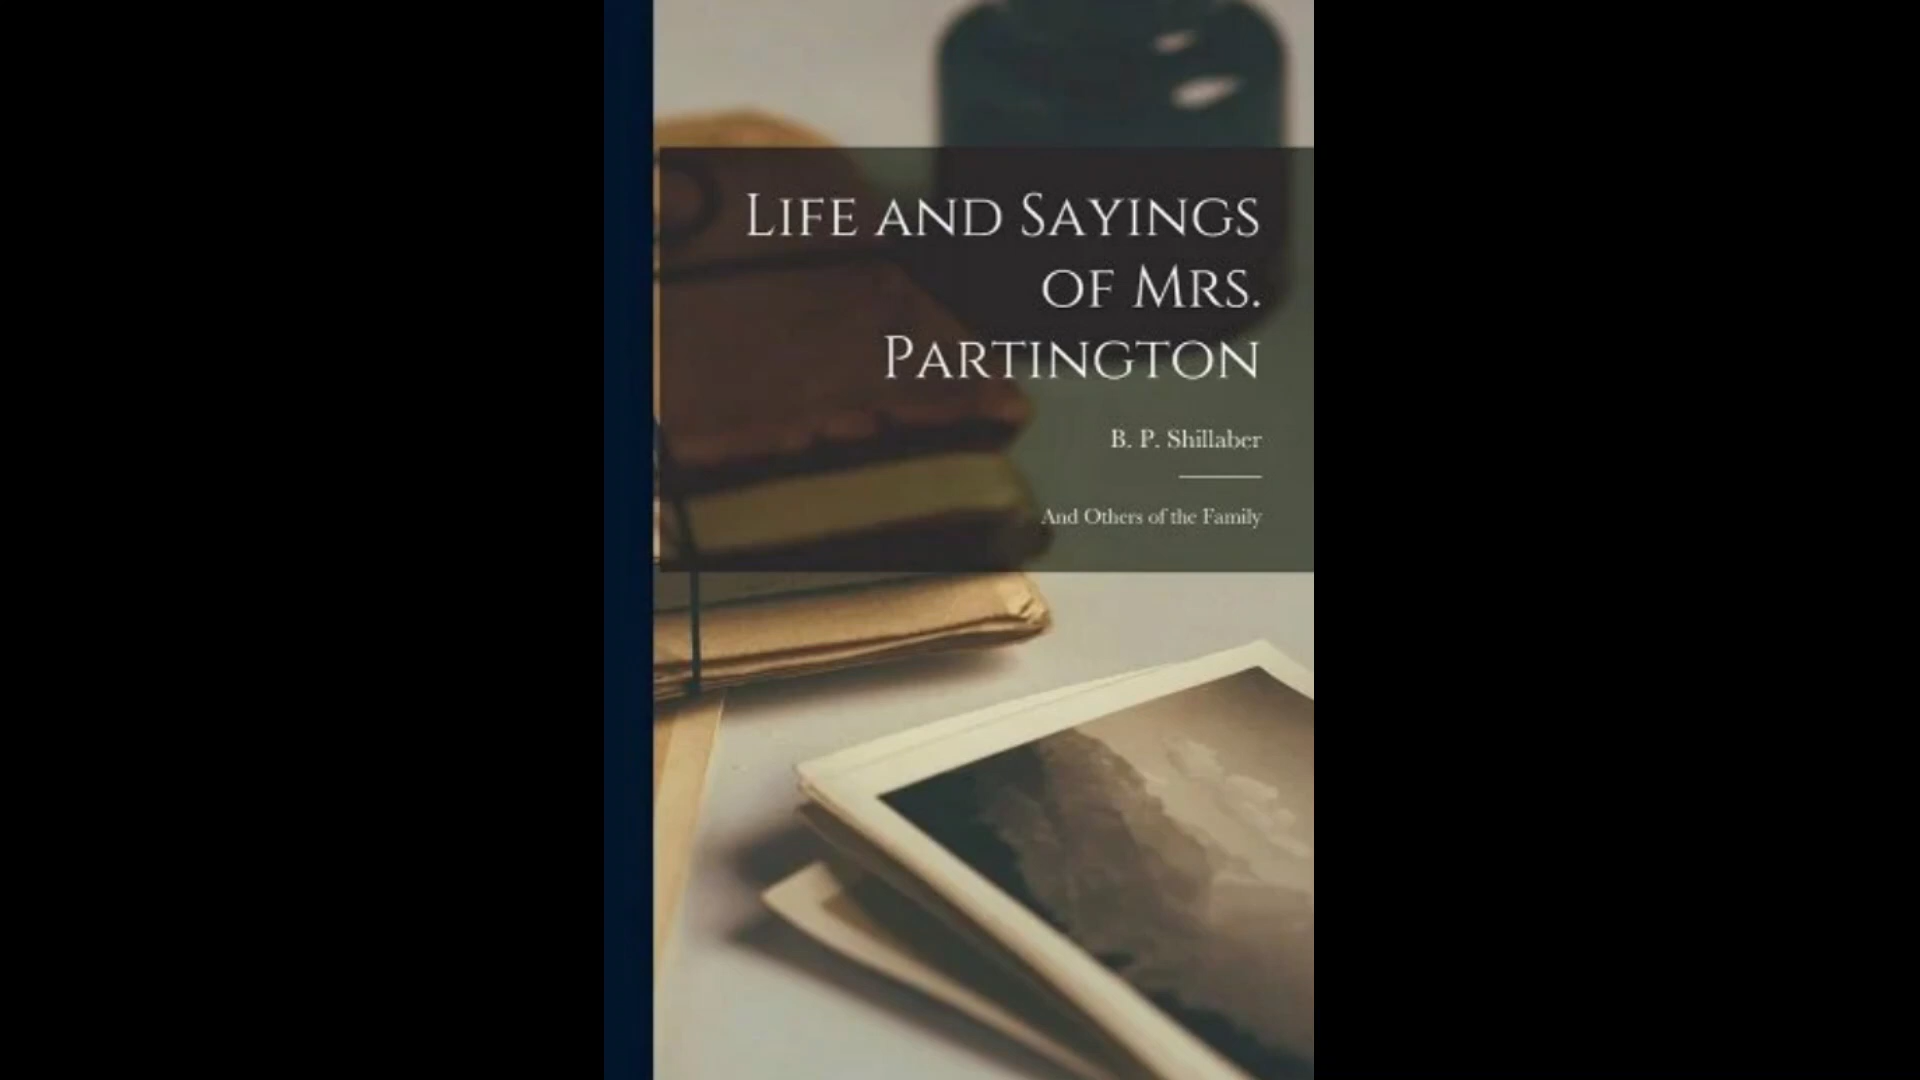 Life and Sayings
of Mrs.
Partington
B. P. Shillaber
And Others of the Family